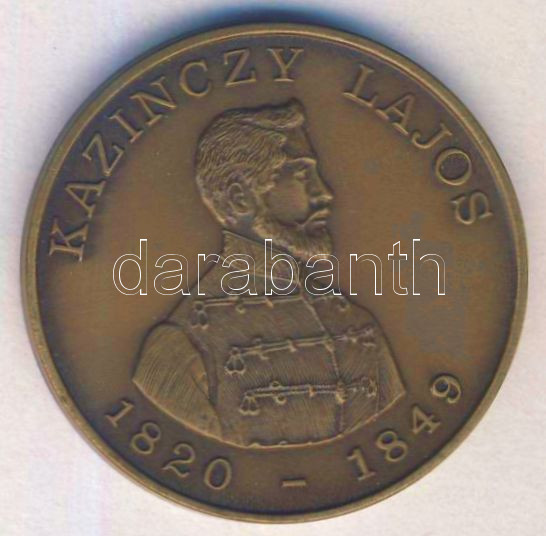 KAZINCZY LAJOS
darabanth
1820 - 1849